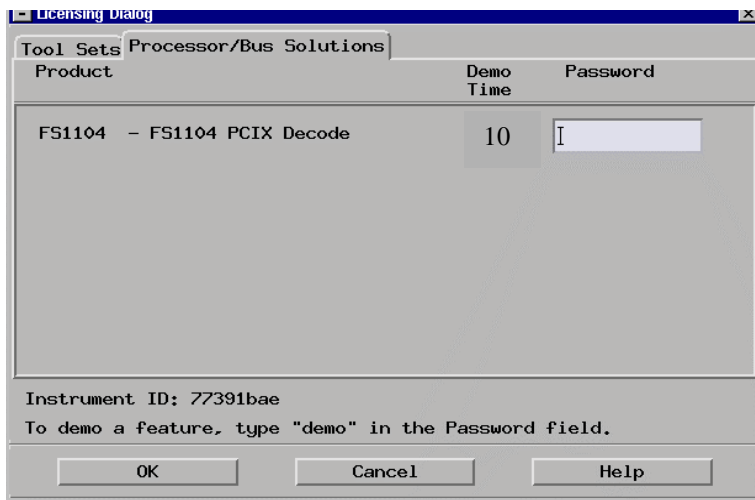 Licensing Dialog
Tool Sets Processor/Bus Solutions
Product Demo Time Password
FS1104 - FS1104 PCIX Decode 10
Instrument ID: 77391bae
To demo a feature, type "demo" in the Password field.
OK Cancel Help